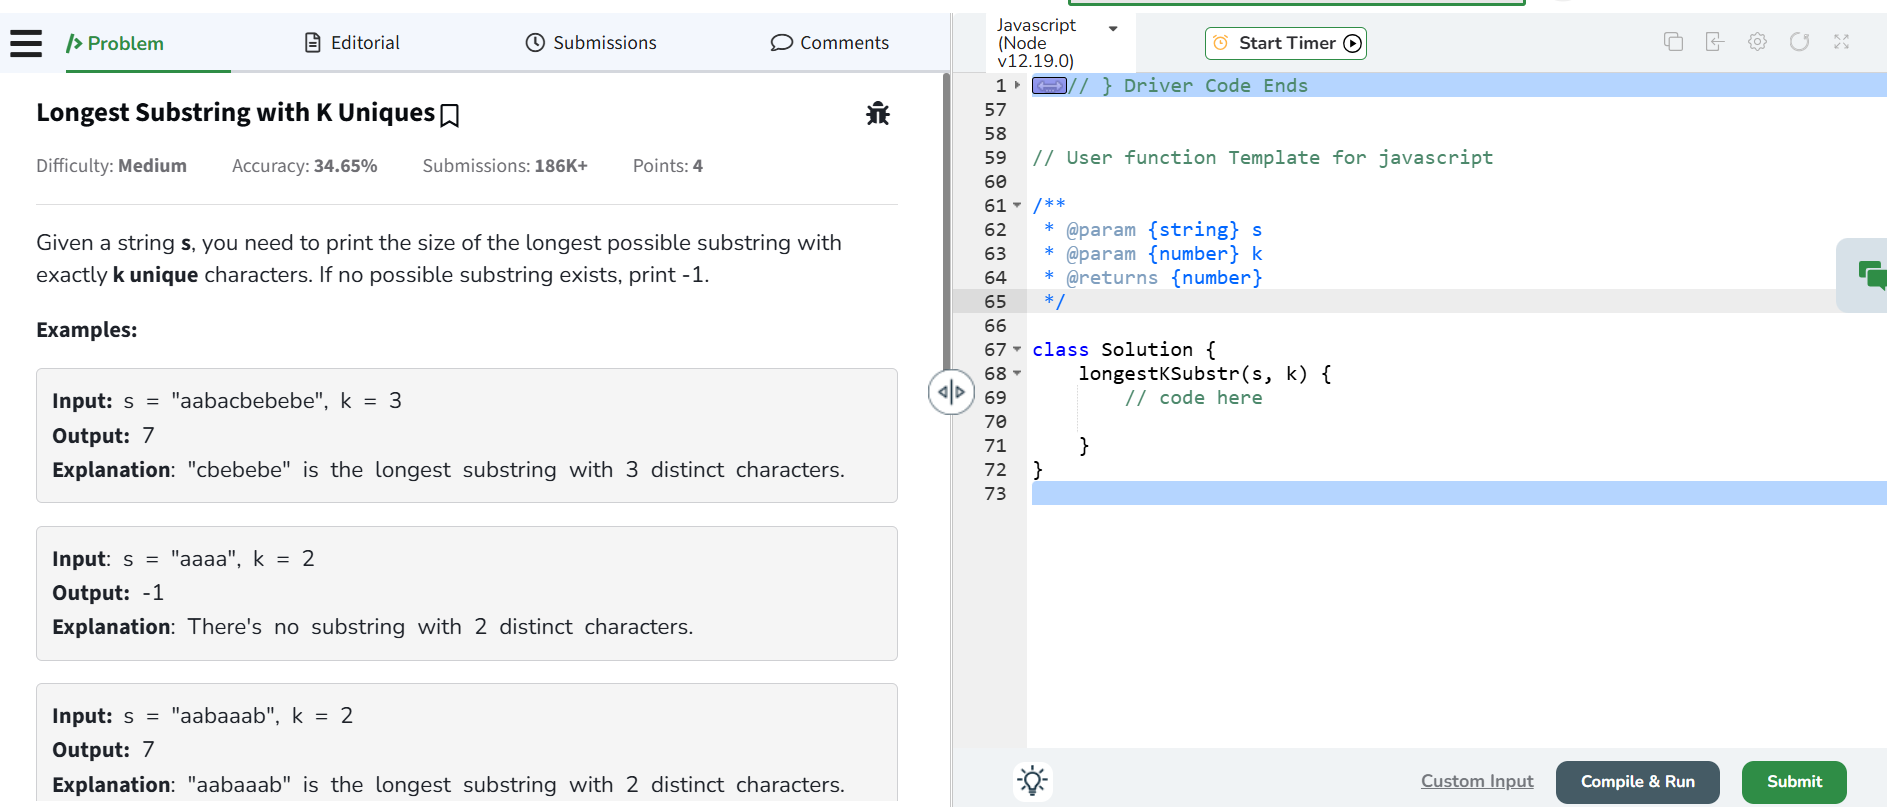 Problem
Editorial
Submissions
Comments
Longest Substring with K Uniques
Difficulty: Medium Accuracy: 34.65% Submissions: 186K+ Points: 4
Given a string s, you need to print the size of the longest possible substring with
exactly k unique characters. If no possible substring exists, print -1.
Examples:
Input: s = "aabacbebebe", k = 3
Output: 7
Explanation: "cbebebe" is the longest substring with 3 distinct characters.
Input: s = "aaaa", k = 2
Output: -1
Explanation: There's no substring with 2 distinct characters.
Input: s = "aabaaab", k = 2
Output: 7
Explanation: "aabaaab" is the longest substring with 2 distinct characters.
Javascript
(Node
v12.19.0)
Start Timer
1 // } Driver Code Ends
57
58
59 // User function Template for javascript
60
61 /**
62 * @param {string} s
63 * @param {number} k
64 * @returns {number}
65 */
66
67 class Solution {
68 longestKSubstr(s, k) {
69 // code here
70
71 }
72 }
73
Custom Input
Compile & Run
Submit